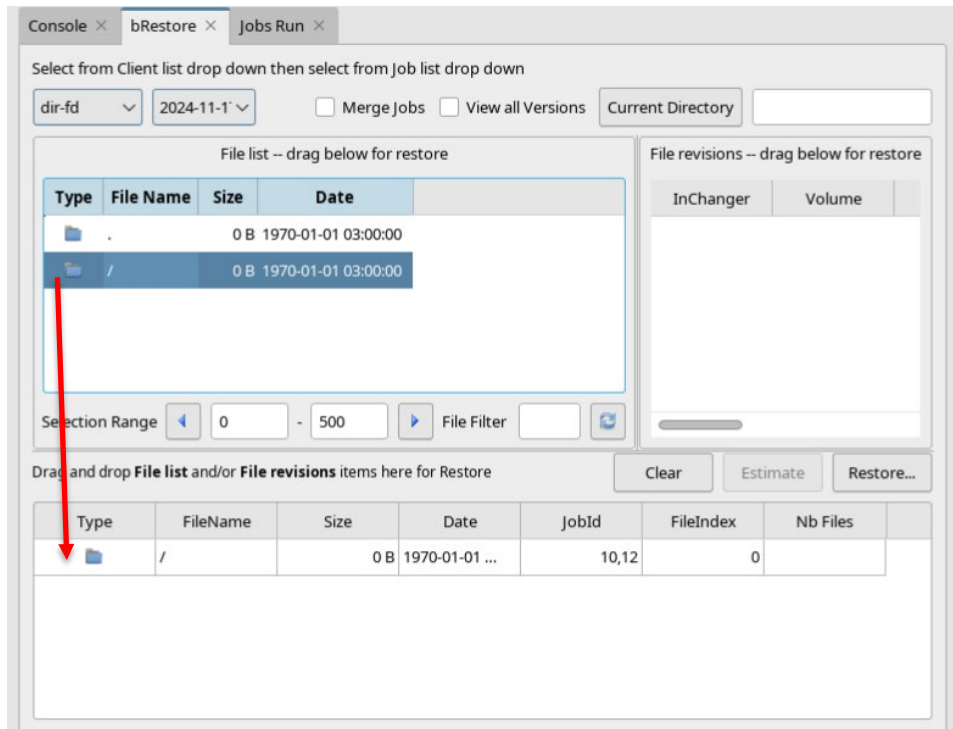 Console × bRestore × Jobs Run ×
Select from Client list drop down then select from Job list drop down
dir-fd 2024-11-1 Merge Jobs View all Versions Current Directory
File list -- drag below for restore
Type File Name Size Date
. 0 B 1970-01-01 03:00:00
/ 0 B 1970-01-01 03:00:00
Selection Range 0 - 500 File Filter
File revisions -- drag below for restore
InChanger Volume
Drag and drop File list and/or File revisions items here for Restore Clear Estimate Restore...
Type FileName Size Date JobId FileIndex Nb Files
/ 0 B 1970-01-01 ... 10,12 0